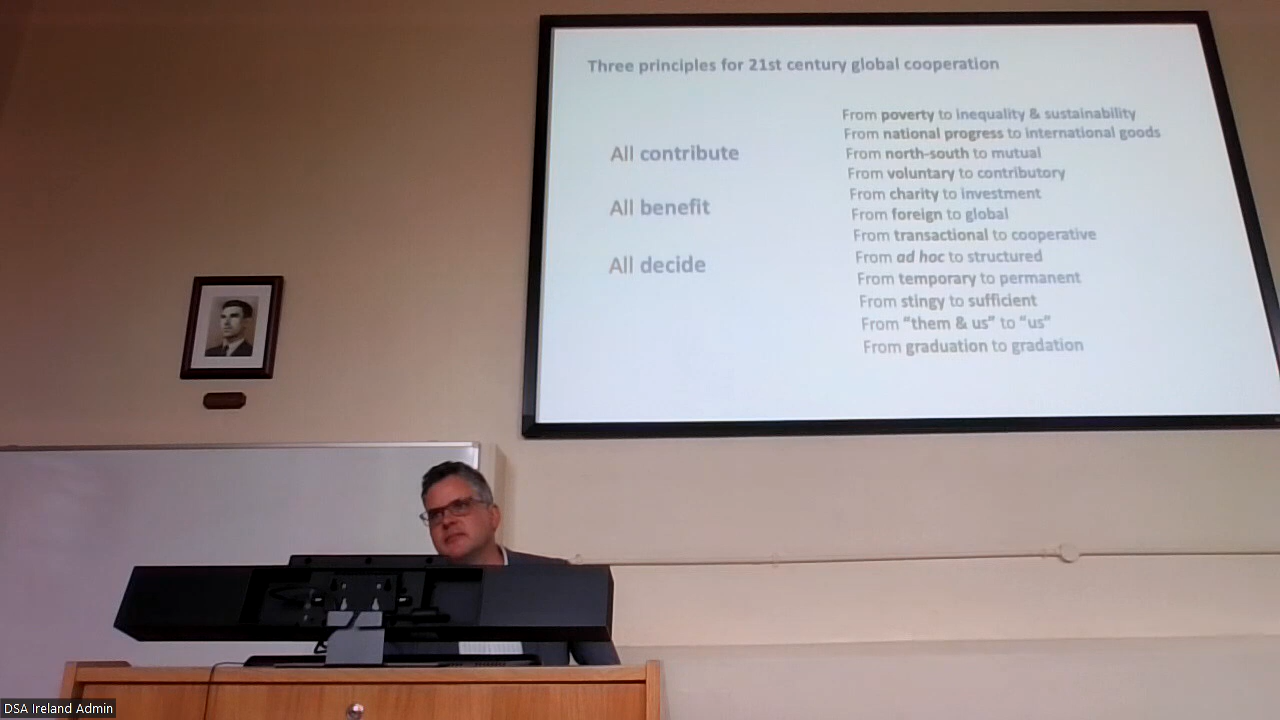 Three principles for 21st century global cooperation
All contribute
All benefit
All decide
From poverty to inequality & sustainability
From national progress to international goods
From north-south to mutual
From voluntary to contributory
From charity to investment
From foreign to global
From transactional to cooperative
From ad hoc to structured
From temporary to permanent
From stingy to sufficient
From “them & us” to “us”
From graduation to gradation
DSA Ireland Admin